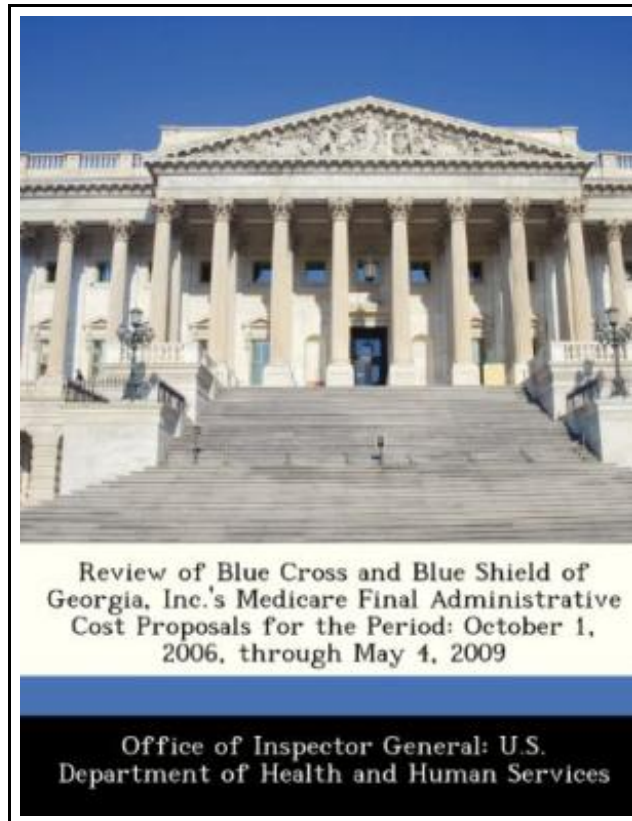 Review of Blue Cross and Blue Shield of
Georgia, Inc.'s Medicare Final Administrative
Cost Proposals for the Period: October 1,
2006, through May 4, 2009
Office of Inspector General: U.S.
Department of Health and Human Services